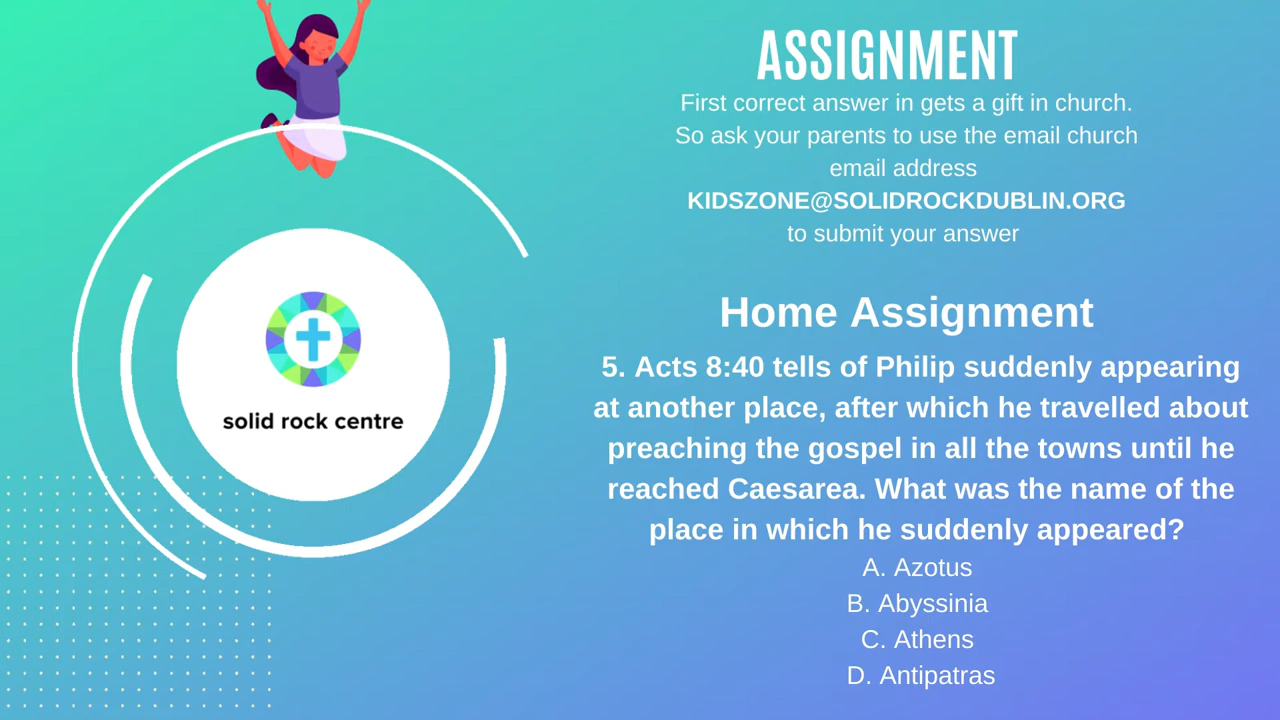 solid rock centre
ASSIGNMENT
First correct answer in gets a gift in church.
So ask your parents to use the email church
email address
KIDSZONE@SOLIDROCKDUBLIN.ORG
to submit your answer
Home Assignment
5. Acts 8:40 tells of Philip suddenly appearing
at another place, after which he travelled about
preaching the gospel in all the towns until he
reached Caesarea. What was the name of the
place in which he suddenly appeared?
A. Azotus
B. Abyssinia
C. Athens
D. Antipatras